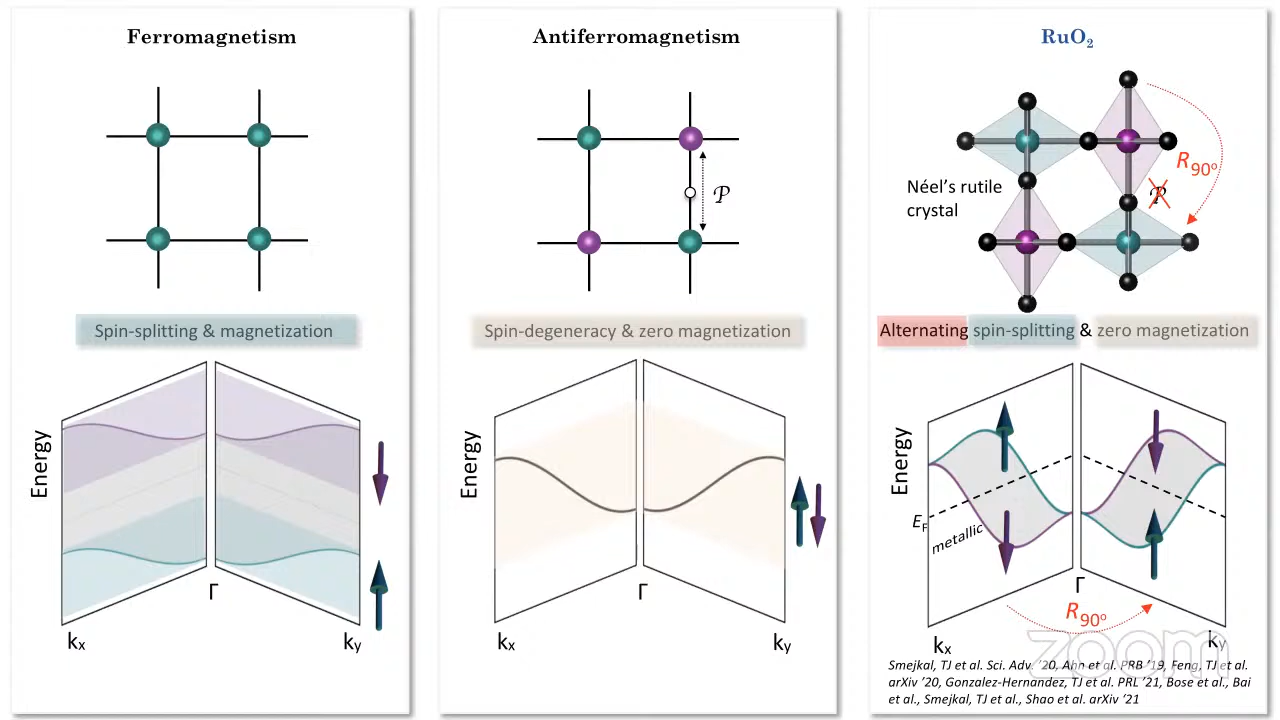 Ferromagnetism
Spin-splitting & magnetization
Energy
Γ
kx
ky
Antiferromagnetism
𝒫
Spin-degeneracy & zero magnetization
Energy
Γ
kx
ky
RuO2
R90o
Néel's rutile
crystal
𝒫
Alternating spin-splitting & zero magnetization
Energy
EF
metallic
Γ
R90o
kx
ky
zoom
Smejkal, TJ et al. Sci. Adv. '20, Ahn et al. PRB '19, Feng, TJ et al.
arXiv '20, Gonzalez-Hernandez, TJ et al. PRL '21, Bose et al., Bai
et al., Smejkal, TJ et al., Shao et al. arXiv '21